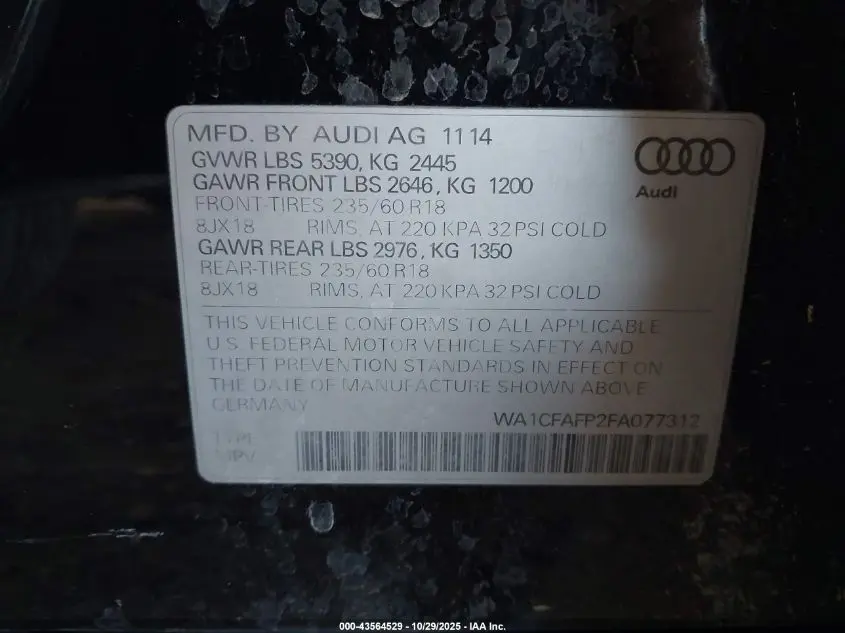 MFD. BY AUDI AG 11 14
GVWR LBS 5390, KG 2445
GAWR FRONT LBS 2646, KG 1200
FRONT-TIRES 235/60 R18
8JX18 RIMS, AT 220 KPA 32 PSI COLD
GAWR REAR LBS 2976, KG 1350
REAR-TIRES 235/60 R18
8JX18 RIMS, AT 220 KPA 32 PSI COLD
Audi
THIS VEHICLE CONFORMS TO ALL APPLICABLE
U.S. FEDERAL MOTOR VEHICLE SAFETY AND
THEFT PREVENTION STANDARDS IN EFFECT ON
THE DATE OF MANUFACTURE SHOWN ABOVE
GERMANY
WA1CFAFP2FA077312
TYPE
MPV
000-43564529 - 10/29/2025 - IAA Inc.